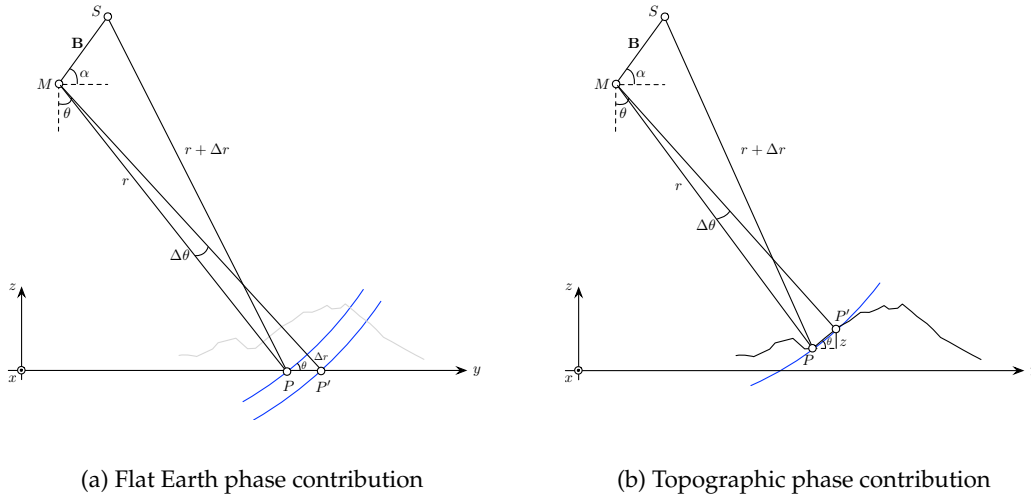 S
B
α
M
θ
r + Δr
r
Δθ
z
Δr
θ
x
P
P′
y
(a) Flat Earth phase contribution
S
B
α
M
θ
r + Δr
r
Δθ
z
P′
θ
z
P
x
(b) Topographic phase contribution